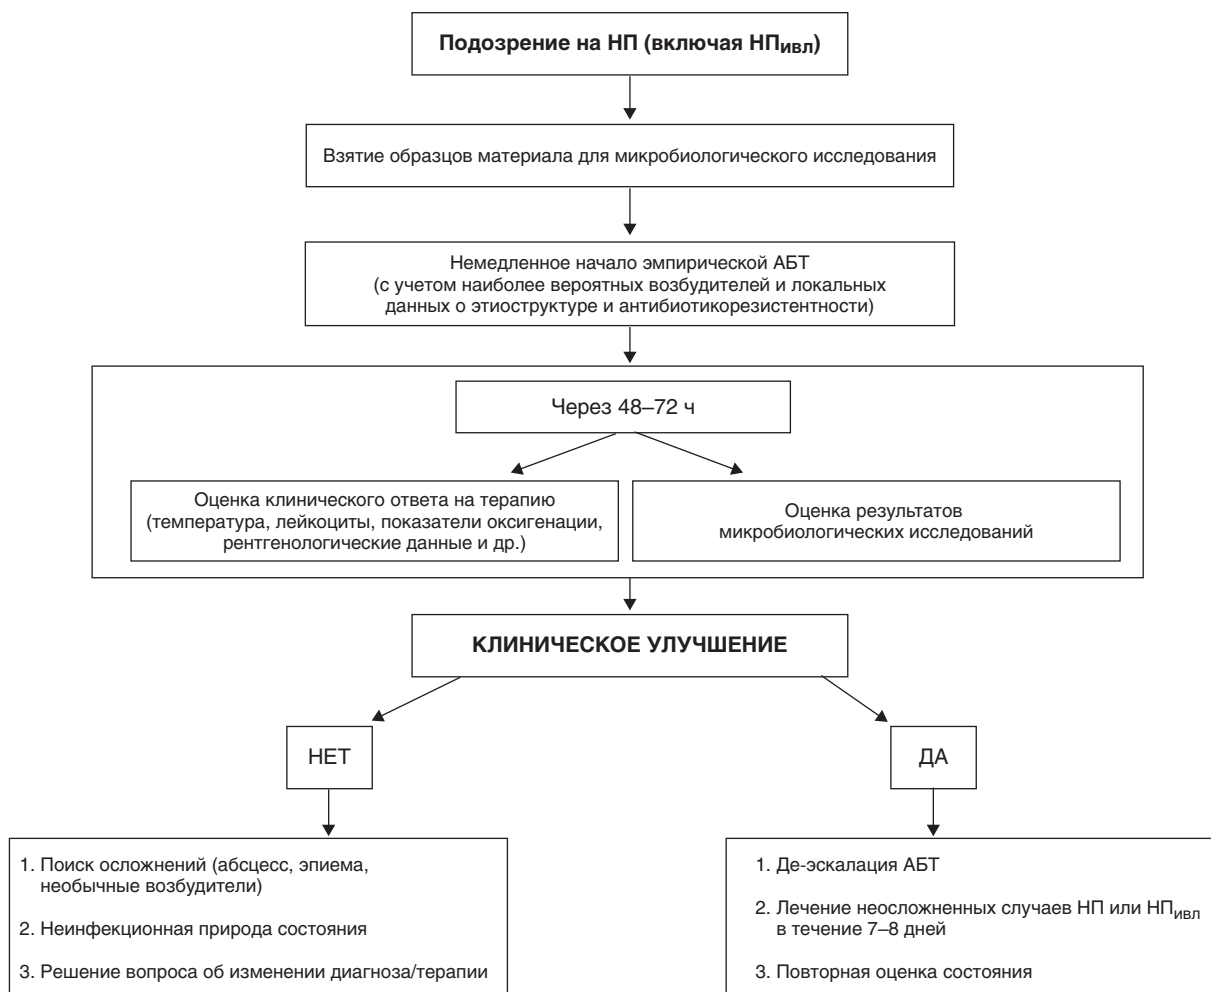 Подозрение на НП (включая НПивл)
Взятие образцов материала для микробиологического исследования
Немедленное начало эмпирической АБТ
(с учетом наиболее вероятных возбудителей и локальных
данных о этиоструктуре и антибиотикорезистентности)
Через 48–72 ч
Оценка клинического ответа на терапию
(температура, лейкоциты, показатели оксигенации,
рентгенологические данные и др.)
Оценка результатов
микробиологических исследований
КЛИНИЧЕСКОЕ УЛУЧШЕНИЕ
НЕТ
ДА
1. Поиск осложнений (абсцесс, эпиема,
необычные возбудители)
2. Неинфекционная природа состояния
3. Решение вопроса об изменении диагноза/терапии
1. Де-эскалация АБТ
2. Лечение неосложненных случаев НП или НПивл
в течение 7–8 дней
3. Повторная оценка состояния